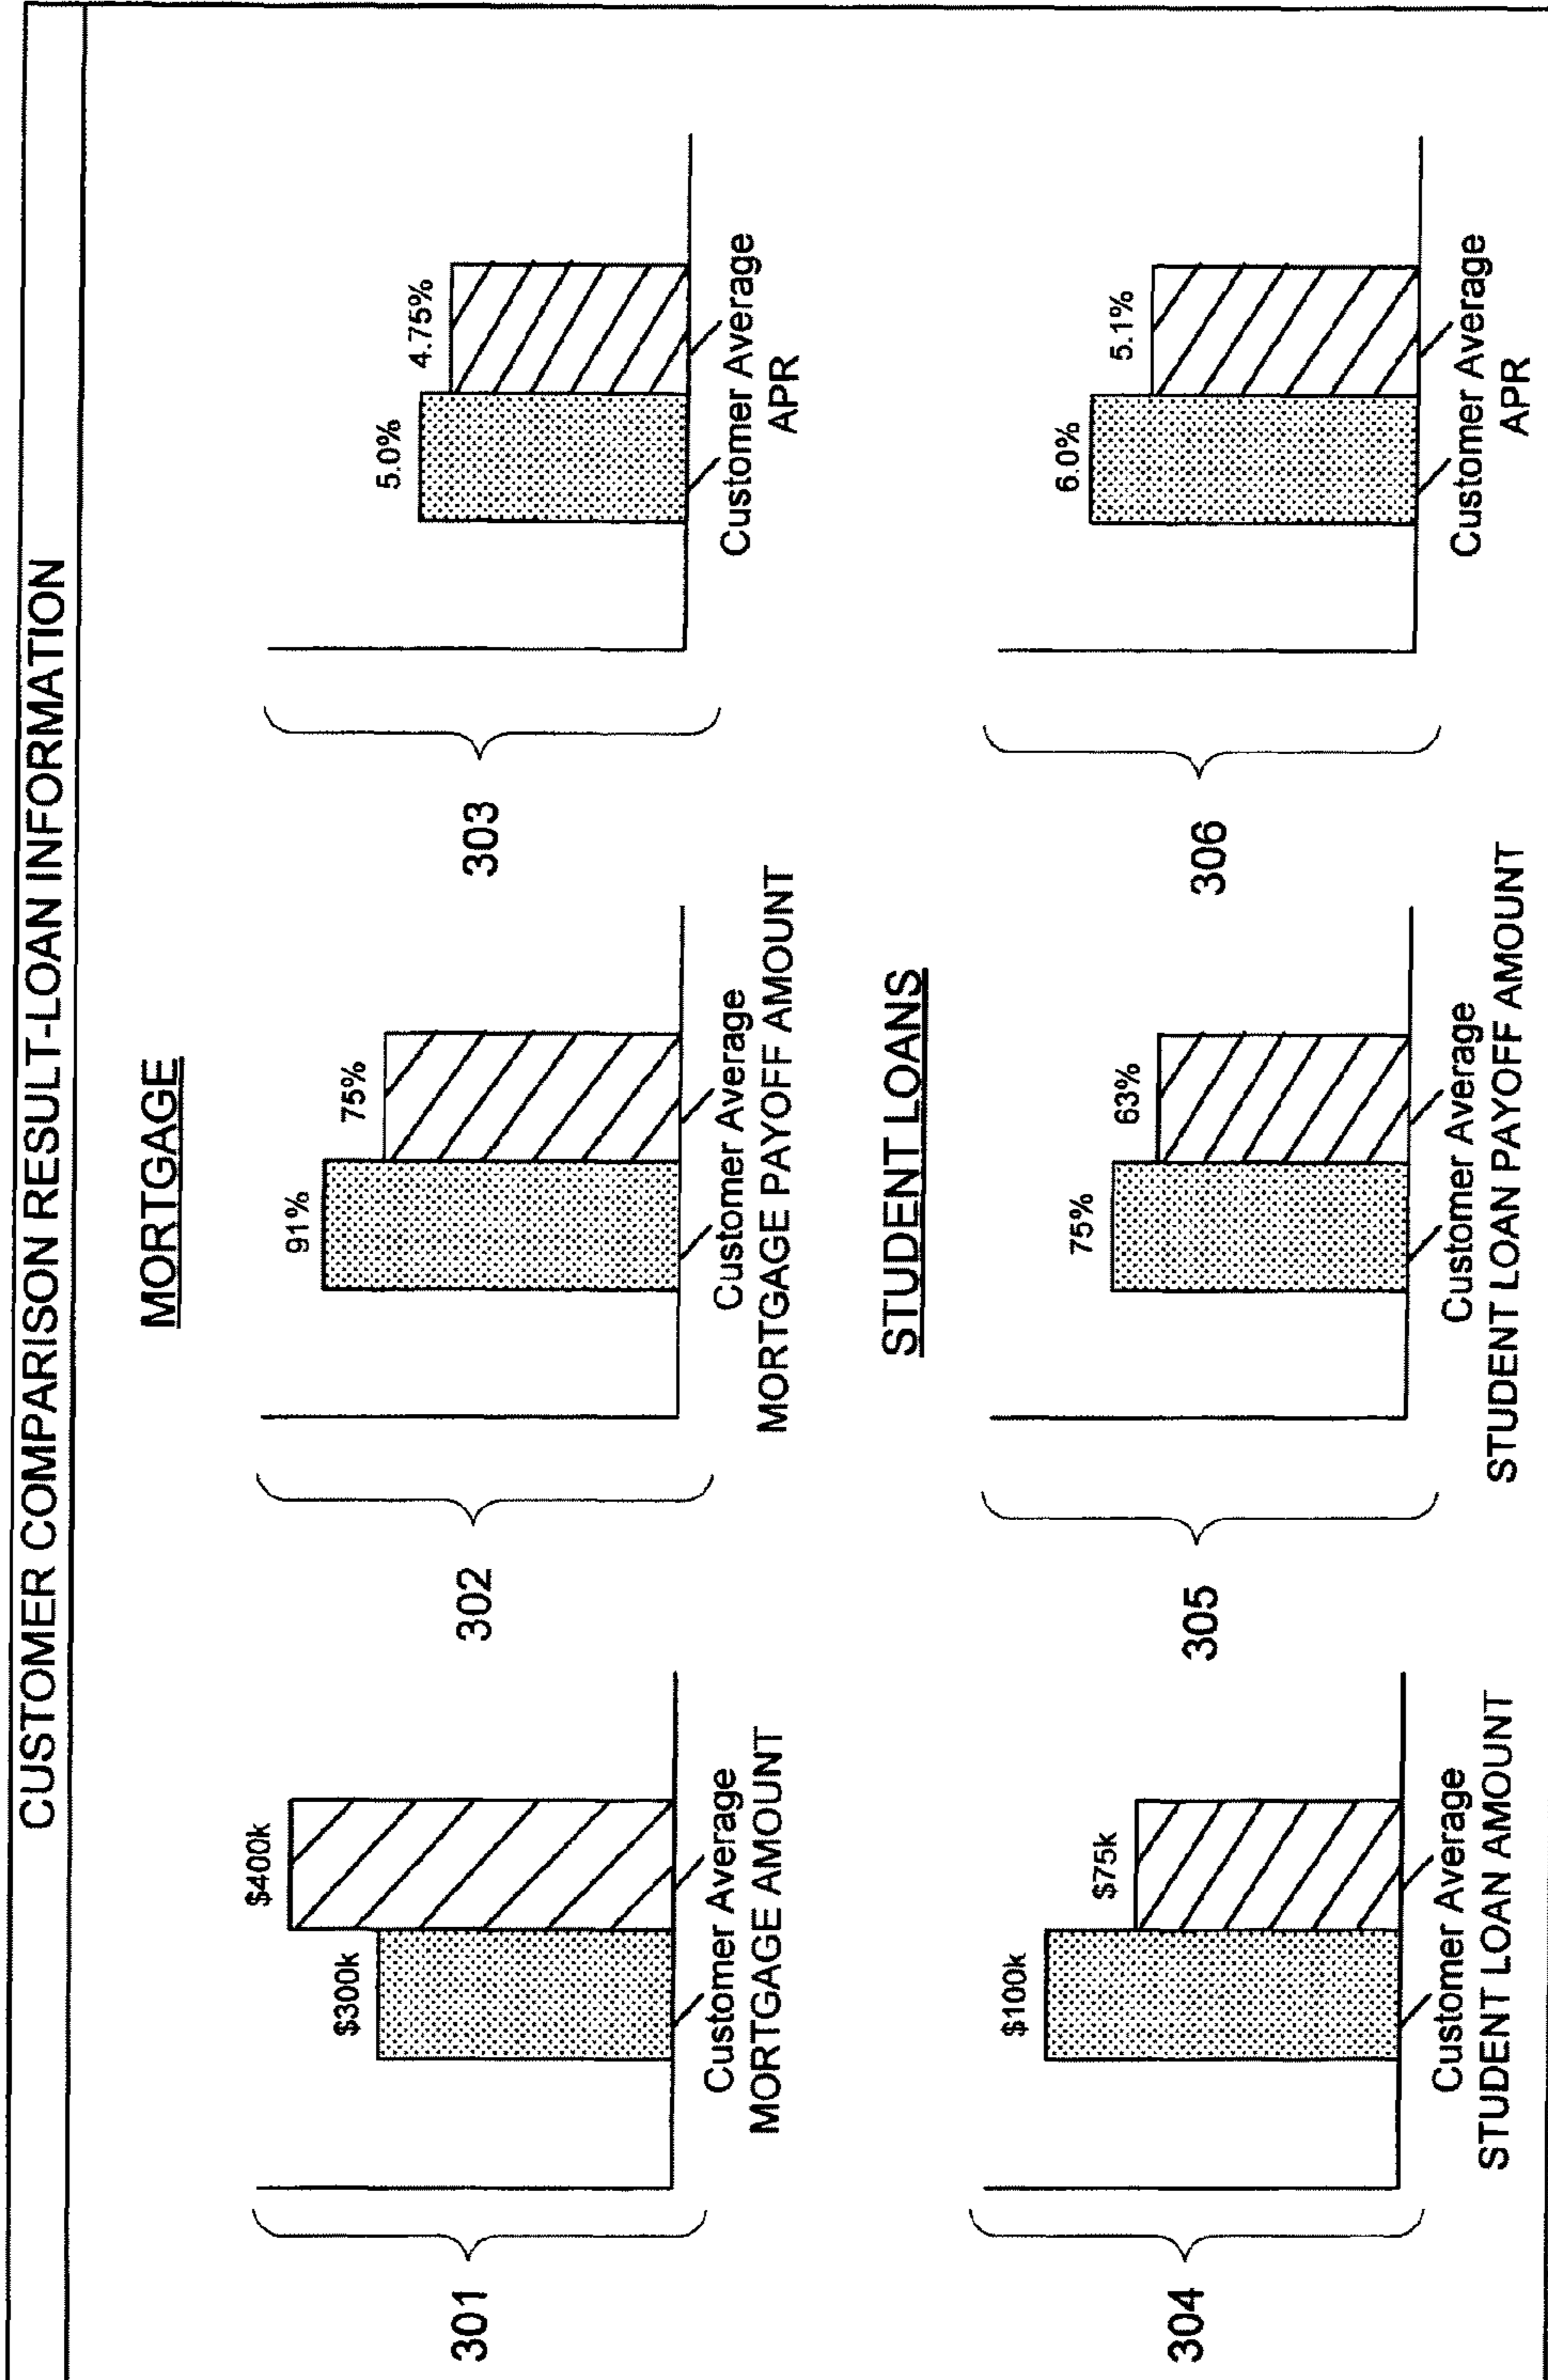 CUSTOMER COMPARISON RESULT-LOAN INFORMATION
MORTGAGE
301
$300k
$400k
Customer Average
MORTGAGE AMOUNT
302
91%
75%
Customer Average
MORTGAGE PAYOFF AMOUNT
303
5.0%
4.75%
Customer Average
APR
STUDENT LOANS
304
$100k
$75k
Customer Average
STUDENT LOAN AMOUNT
305
75%
63%
Customer Average
STUDENT LOAN PAYOFF AMOUNT
306
6.0%
5.1%
Customer Average
APR